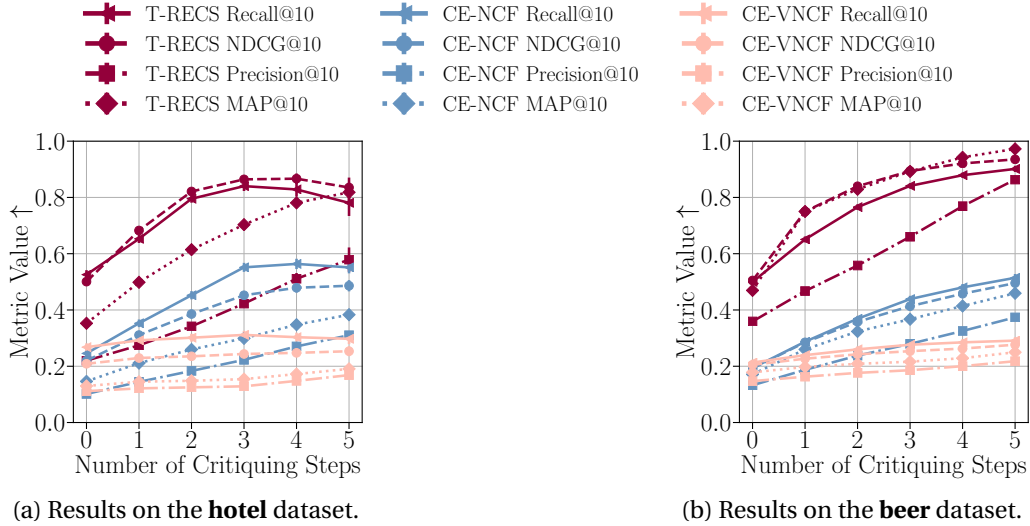 T-RECS Recall@10 CE-NCF Recall@10 CE-VNCF Recall@10
T-RECS NDCG@10 CE-NCF NDCG@10 CE-VNCF NDCG@10
T-RECS Precision@10 CE-NCF Precision@10 CE-VNCF Precision@10
T-RECS MAP@10 CE-NCF MAP@10 CE-VNCF MAP@10
Metric Value ↑
1.0
0.8
0.6
0.4
0.2
0.0
0 1 2 3 4 5
Number of Critiquing Steps
(a) Results on the hotel dataset.
Metric Value ↑
1.0
0.8
0.6
0.4
0.2
0.0
0 1 2 3 4 5
Number of Critiquing Steps
(b) Results on the beer dataset.